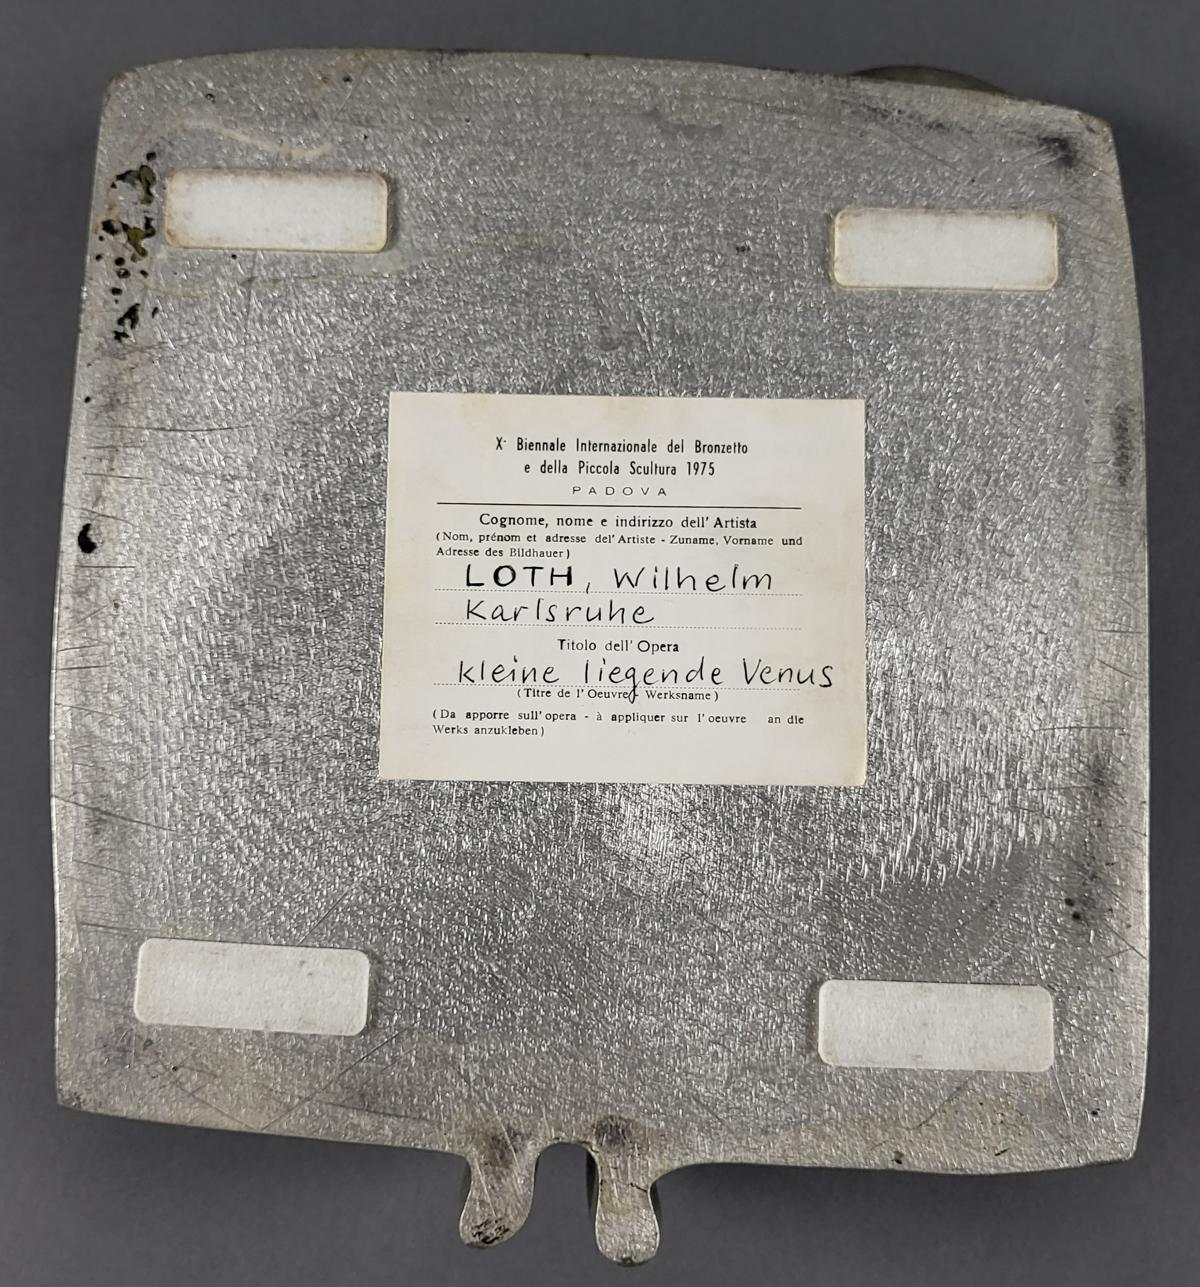 X· Biennale Internazionale del Bronzetto
e della Piccola Scultura 1975
PADOVA
Cognome, nome e indirizzo dell' Artista
(Nom, prénom et adresse del' Artiste - Zuname, Vorname und
Adresse des Bildhauer)
LOTH, Wilhelm
Karlsruhe
Titolo dell' Opera
kleine liegende Venus
(Titre de l' Oeuvre - Werksname)
(Da apporre sull' opera - à appliquer sur l' oeuvre an die
Werks anzukleben)